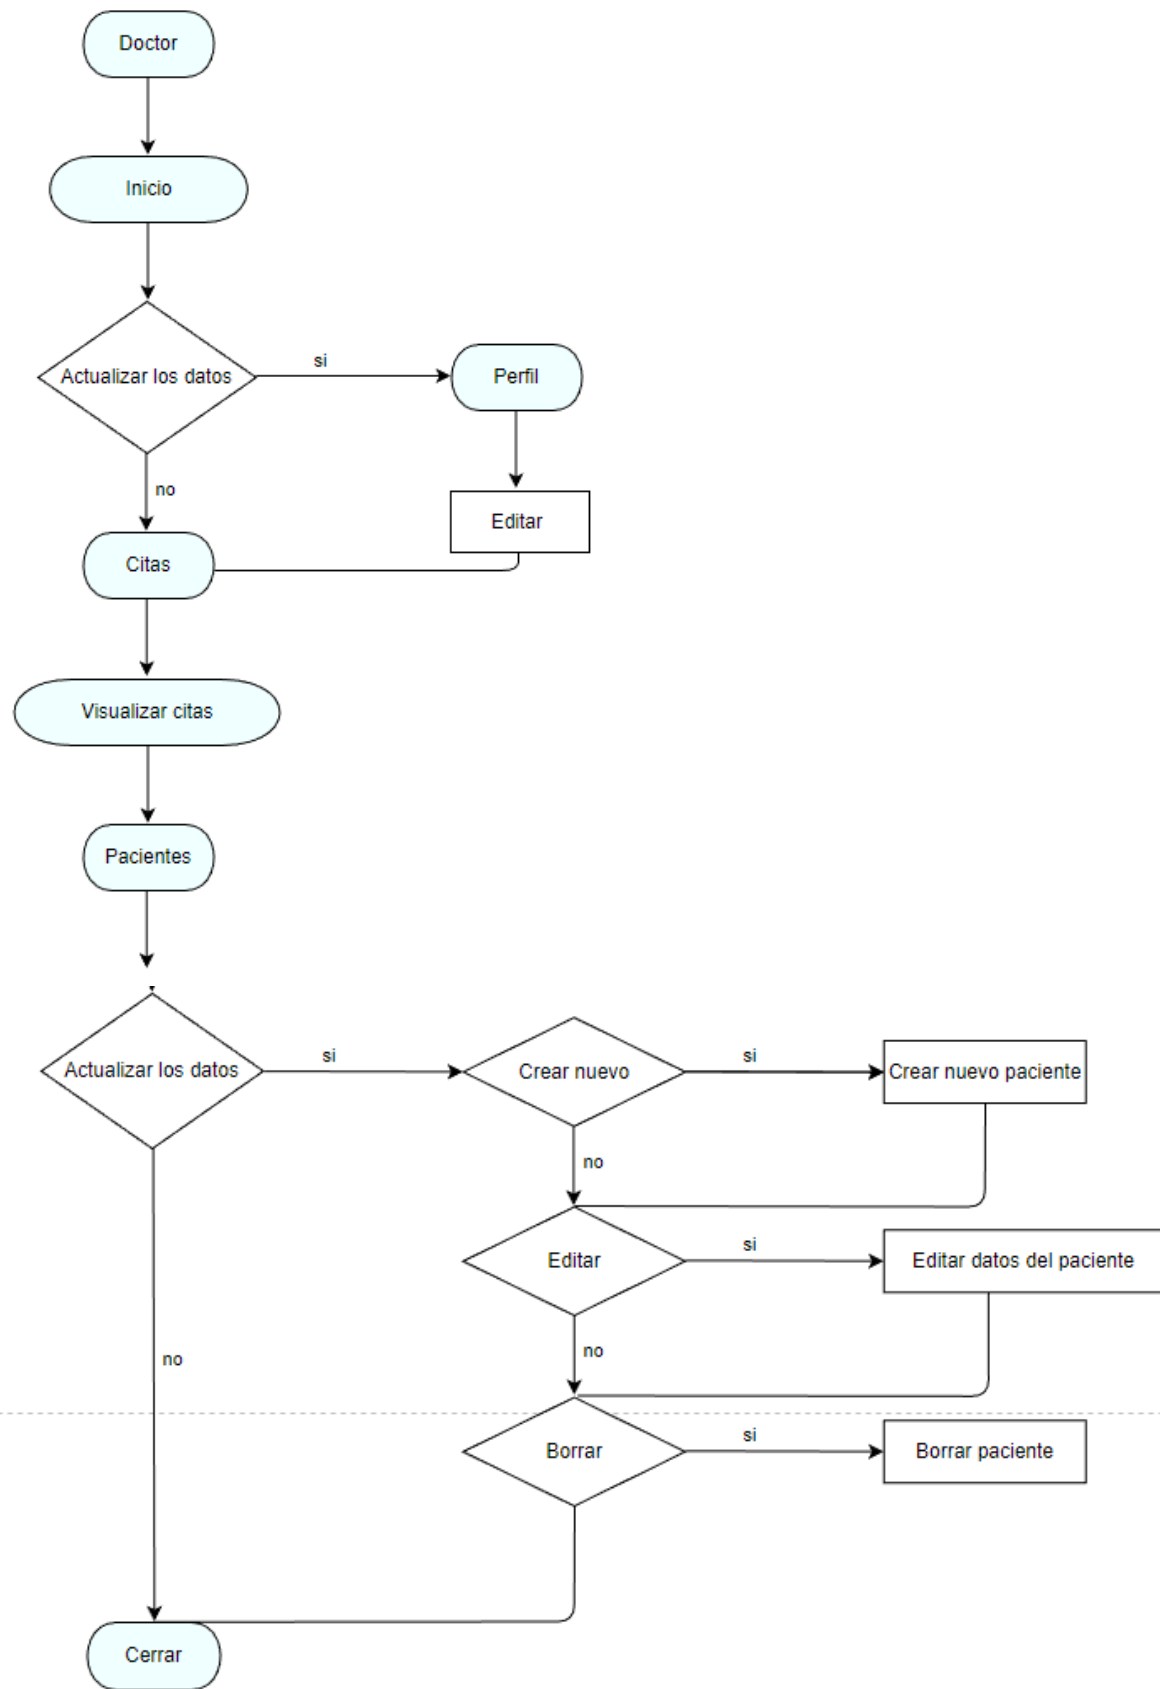 Doctor
Inicio
Actualizar los datos
si
Perfil
no
Editar
Citas
Visualizar citas
Pacientes
Actualizar los datos
si
Crear nuevo
si
Crear nuevo paciente
no
Editar
si
Editar datos del paciente
no
no
Borrar
si
Borrar paciente
Cerrar